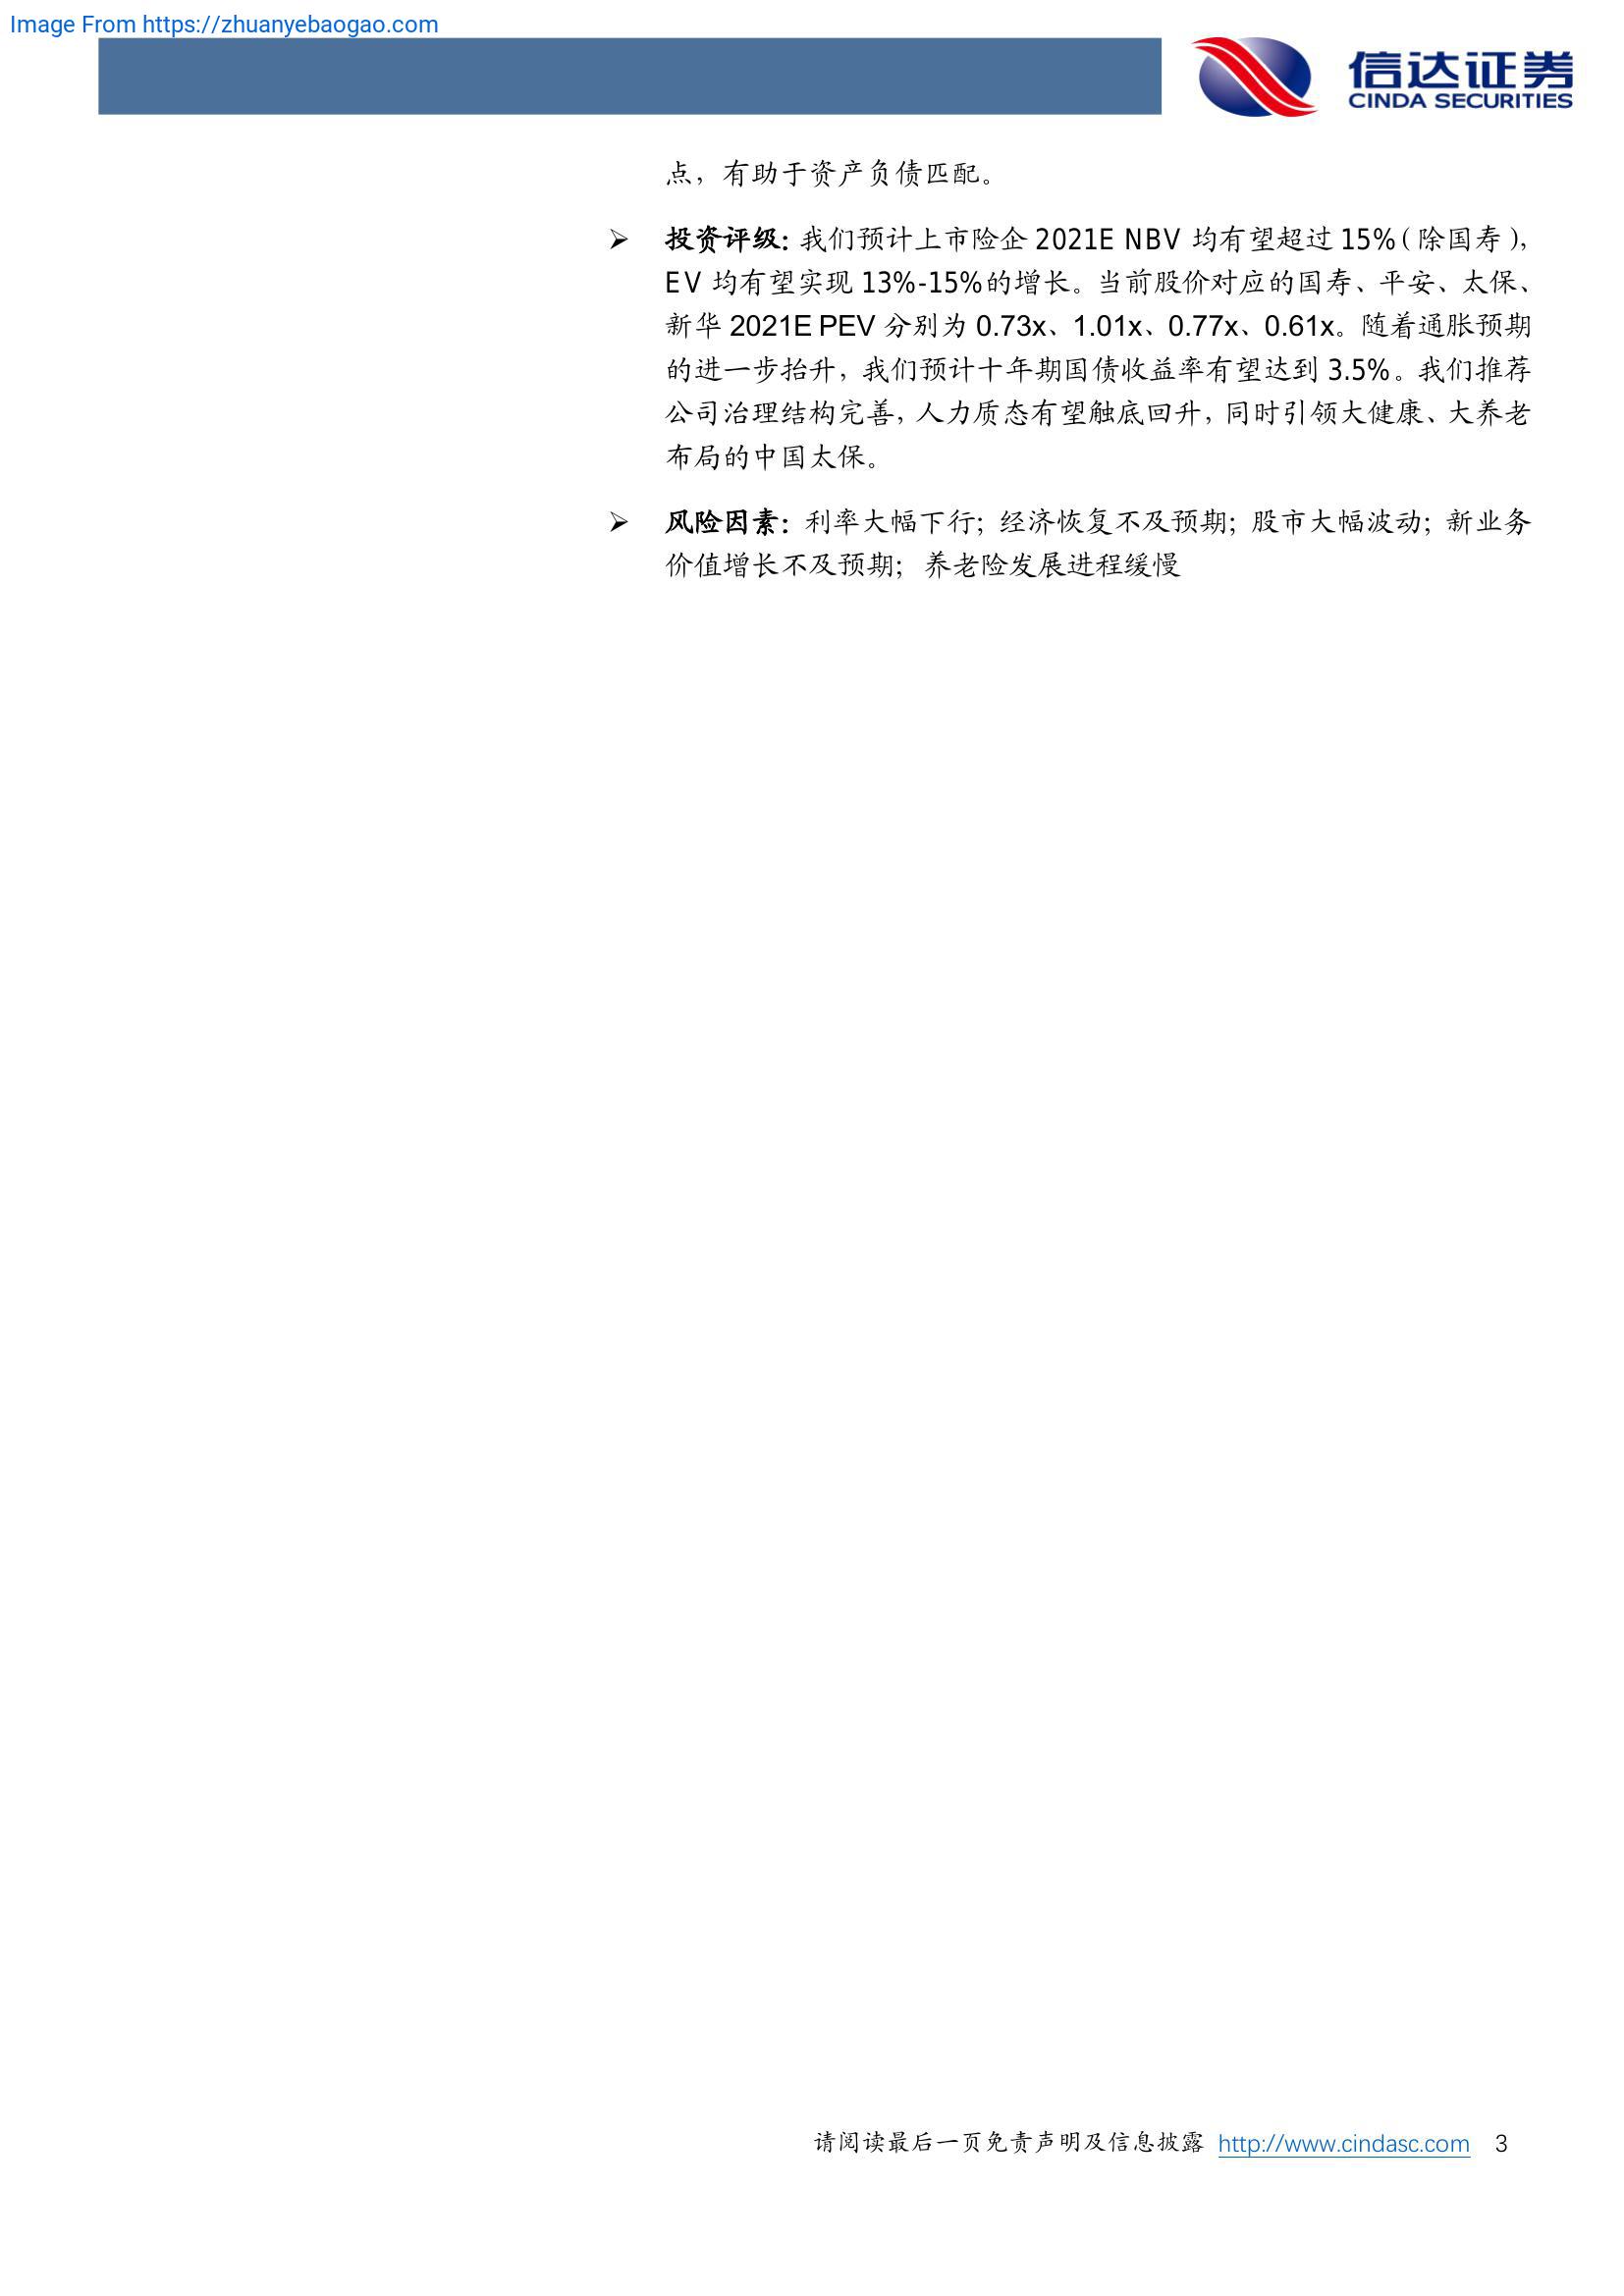 Image From https://zhuanyebaogao.com
信达证券
CINDA SECURITIES
点，有助于资产负债匹配。
➢ 投资评级：我们预计上市险企 2021E NBV 均有望超过 15%（除国寿），
EV 均有望实现 13%-15%的增长。当前股价对应的国寿、平安、太保、
新华 2021E PEV 分别为 0.73x、1.01x、0.77x、0.61x。随着通胀预期
的进一步抬升，我们预计十年期国债收益率有望达到 3.5%。我们推荐
公司治理结构完善，人力质态有望触底回升，同时引领大健康、大养老
布局的中国太保。
➢ 风险因素：利率大幅下行；经济恢复不及预期；股市大幅波动；新业务
价值增长不及预期；养老险发展进程缓慢
请阅读最后一页免责声明及信息披露 http://www.cindasc.com 3